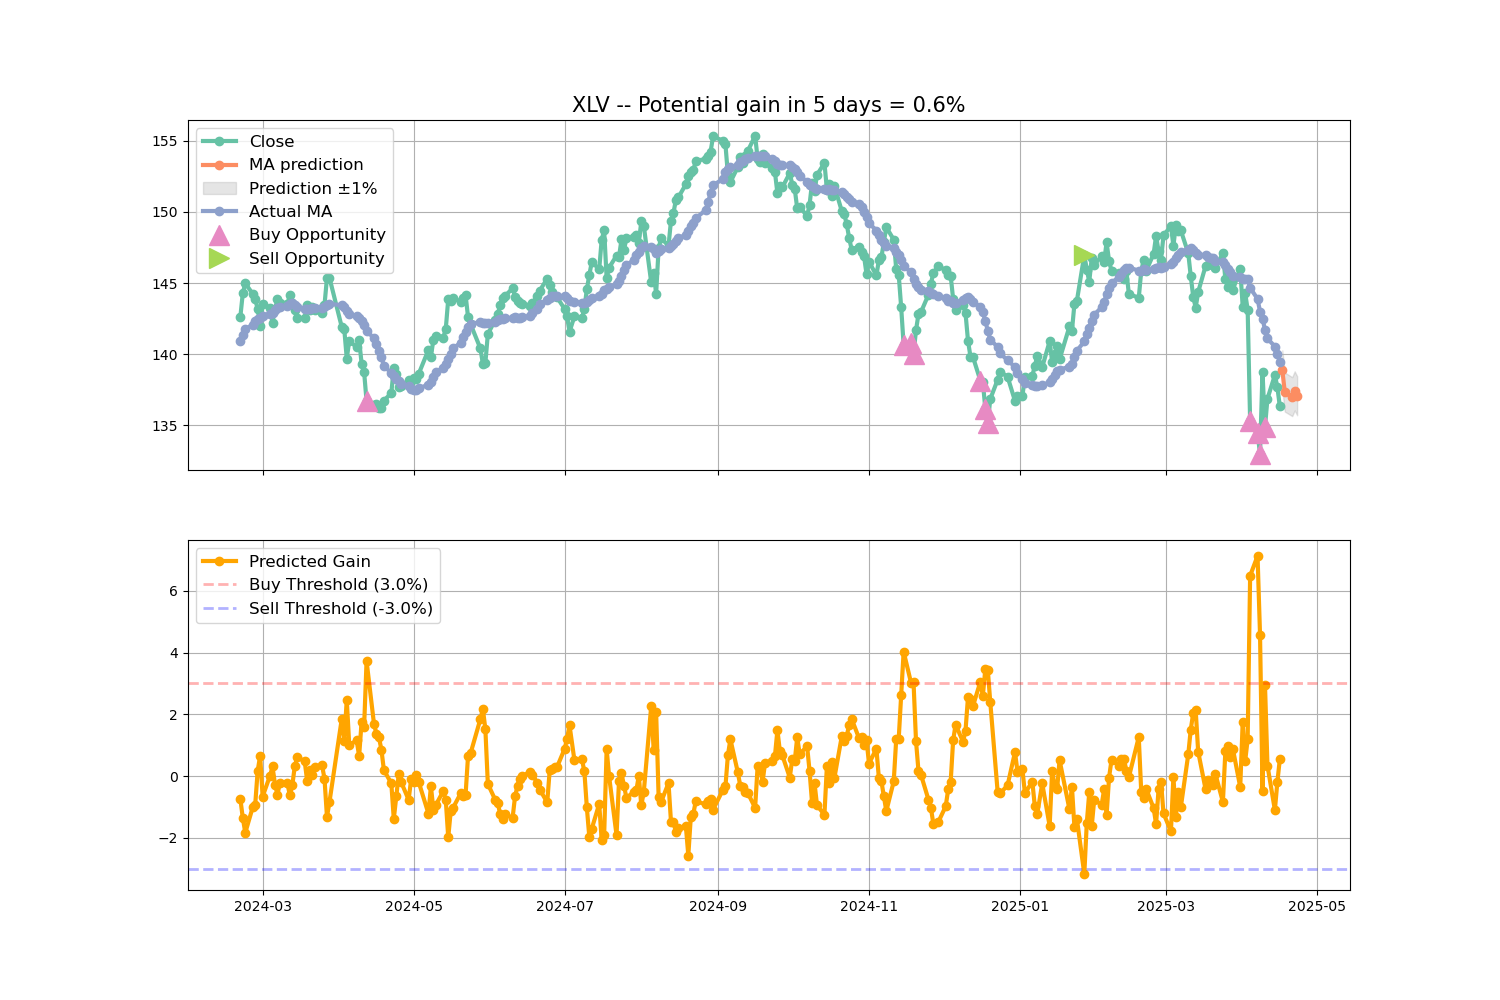 XLV -- Potential gain in 5 days = 0.6%
155
150
145
140
135
Close
MA prediction
Prediction ±1%
Actual MA
Buy Opportunity
Sell Opportunity
6
4
2
0
−2
Predicted Gain
Buy Threshold (3.0%)
Sell Threshold (-3.0%)
2024-03
2024-05
2024-07
2024-09
2024-11
2025-01
2025-03
2025-05